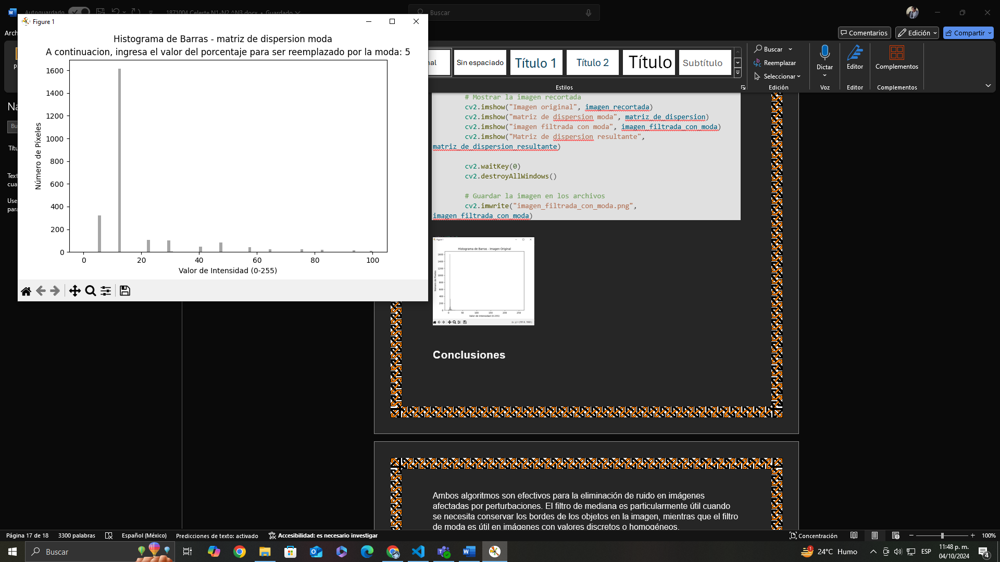 Autoguardado
1871004 Celeste N1-N2 ^N3.docx • Guardado
Buscar
Figure 1
Comentarios
Edición
Compartir
Histograma de Barras - matriz de dispersion moda
A continuacion, ingresa el valor del porcentaje para ser reemplazado por la moda: 5
1600
1400
1200
1000
800
600
400
200
0
Número de Píxeles
0 20 40 60 80 100
Valor de Intensidad (0-255)
Sin espaciado
Título 1
Título 2
Título
Subtítulo
Estilos
Buscar
Reemplazar
Seleccionar
Edición
Dictar
Voz
Editor
Editor
Complementos
Complementos
# Mostrar la imagen recortada
cv2.imshow("Imagen original", imagen_recortada)
cv2.imshow("matriz de dispersion moda", matriz_de_dispersion)
cv2.imshow("imagen filtrada con moda", imagen_filtrada_con_moda)
cv2.imshow("Matriz de dispersion resultante",
matriz_de_dispersion_resultante)
cv2.waitKey(0)
cv2.destroyAllWindows()
# Guardar la imagen en los archivos
cv2.imwrite("imagen_filtrada_con_moda.png",
imagen_filtrada_con_moda)
Figure 1
Histograma de Barras - Imagen Original
1600
1400
1200
1000
800
600
400
200
0
Número de Píxeles
0 50 100 150 200 250
Valor de Intensidad (0-255)
Conclusiones
Ambos algoritmos son efectivos para la eliminación de ruido en imágenes
afectadas por perturbaciones. El filtro de mediana es particularmente útil cuando
se necesita conservar los bordes de los objetos en la imagen, mientras que el filtro
de moda es útil en imágenes con valores discretos o homogéneos.
Página 17 de 18
3300 palabras
Español (México)
Predicciones de texto: activado
Accesibilidad: es necesario investigar
Concentración
100%
Buscar
24°C Humo
ESP
11:48 p. m.
04/10/2024
4